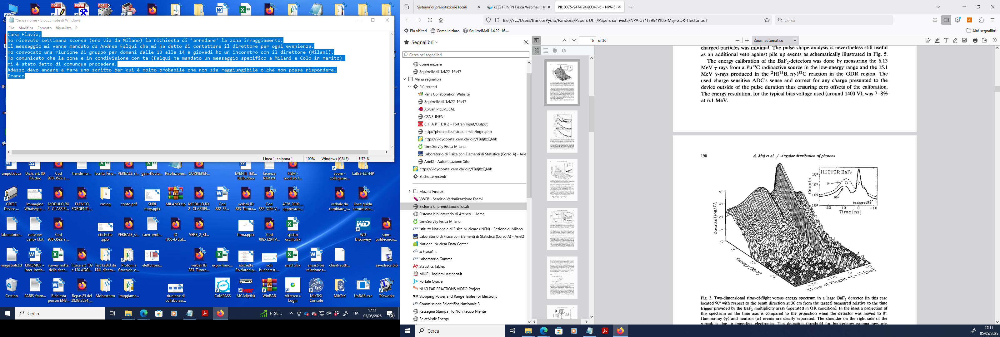 *Senza nome - Blocco note di Windows
File Modifica Formato Visualizza ?
Cara Flavia,
ho ricevuto settimana scorsa (ero via da Milano) la richiesta di 'arredare' la zona irraggiamento.
Il messaggio mi venne mandato da Andrea Falqui che mi ha detto di contattare il direttore per ogni evenienza.
Ho convocato una riunione di gruppo per domani dalle 13 alle 14 e giovedi ho un incorntro con il direttore (Milani).
Ho comunicato che la zona e in condivisione con te (Falqui ha mandato un messaggio specifico a Milani e Colo in merito)
mi è stato detto di comunque procedere.
Adesso devo andare a fare uno scritto per cui è molto probabile che non sia raggiungibile o che non possa rispondere.
Franco
Linea 1, colonna 1 100% Windows (CRLF) UTF-8
unipol.docx Dich. art. 80 ITA.doc Cod 970-3522 e ... trendmicr... Iscritti_Fisic... VERBALE_si... gain-fluctu... Risoluzione... CORRIEREF... EVENTI_TER... Bello.docx Licenza RAR.txt FISM - modulo f... zoom - collegame... LaBr3-ELI-NP
ORTEC Device ... Immagine WhatsApp ... MODULO RX 2- CLASSIFI... ELENCO SORGENTI ... xming conto.pdf SNRI story.pptx MILANO.zip MODULO RX 2- CLASSIFI... Cod 882-32... verbali ID 883-Tutora... Cod 882-3294 V... 4878_2020_... approvazio... verbale da cambiare_s... linee guida commissio...
laboratorio... note per carlo-1.txt Cod 970-3522 e ... etichette .pptx VERBALE_si... caen-prob... ID 1055-E-Esit... VERB_2_RT... firma.pptx Cod 882-3294 V... spettri oscill.xlsx WD Discovery sipm politecnico...
magistrali.txt ERASMUS + Inter-instit... survey notte della ricer... Fisica art 109 e 130 AGGI... Test LaBr3 da LNL dicem... Protoni a Cracovia-o... elettctroni... verbali ID 883-Tutora... expo-franc... etichette Rivelatori.p... voli bucharest.... mat1.xlsx ensar2-bis relazione t... client-auth... savedrecs.bib
Cestino PARIS-fram... Richiesta person ENS... Rep.n.25 del 28.03.2024_... Mobaxterm irraggiame... riunione di collaborazi... CoMPASS MCA4(x64) WinRAR Alfresco » Login MiKTeX Console MikTeX UnRAR.exe TeXworks
Cerca FTSE... ITA 17:11 05/05/2025 5
Sistema di prenotazione locali (2321) INFN Fisica Webmail :: In PII: 0375-9474(94)90347-6 - NPA-57
file:///C:/Users/franco/Pydio/Pandora/Papers Utili/Papers su rivista/NPA-571(1994)185-Maj-GDR-Hector.pdf Cerca
Più visitati Come iniziare SquirrelMail 1.4.22-16.... Altri segnalibri
Segnalibri
Cerca nei segnalibri
Come iniziare
SquirrelMail 1.4.22-16.el7
Menu segnalibri
Più recenti
Paris Collaboration Website
SquirrelMail 1.4.22-16.el7
XpGan PROPOSAL
CSN3-INFN
C H A P T E R 2 - Fortran Input/Output
http://phdcredits.fisica.unimi.it/login.php
https://vidyoportal.cern.ch/join/FBdj8zQAhb
LimeSurvey Fisica Milano
Laboratorio di Fisica con Elementi di Statistica (Corso A) - Arie
Ariel2 - Autenticazione Sito
https://vidyoportal.cern.ch/join/FBdj8zQAhb
Etichette recenti
Mozilla Firefox
VWEB - Servizio Verbalizzazione Esami
Sistema di prenotazione locali
Sistema bibliotecario di Ateneo - Home
LimeSurvey Fisica Milano
Istituto Nazionale di Fisica Nucleare (INFN) - Sezione di Milano
Laboratorio di Fisica con Elementi di Statistica (Corso A) - Ariel2
National Nuclear Data Center
.:: Fisica1 ::.
Laboratorio Gamma
Statistics Tables
MIUR - loginmiur.cineca.it
Portale Oracle
NUCLEAR REACTIONS VIDEO Project
Stopping Power and Range Tables for Electrons
Commissione Scientifica Nazionale 3
Rassegna Stampa | Io Non Faccio Niente
Relativistic Energy
6 di 36 Zoom automatico
charged particles was minimal. The pulse shape analysis is nevertheless still useful
as an additional veto against pile up events as schematically illustrated in Fig. 5.
The energy calibration of the BaF₂-detectors was done by measuring the 6.13
MeV γ-rays from a Pu¹³C radioactive source in the low-energy range and the 15.1
MeV γ-rays produced in the ²H(¹¹B, nγ)¹²C reaction in the GDR region. The
used charge sensitive ADC's sense and correct for any charge presented to the
device outside of the pulse duration thus ensuring zero offsets of the calibration.
The energy resolution, for the typical bias voltage used (around 1400 V), was 7–8%
at 6.1 MeV.
190 A. Maj et al. / Angular distribution of photons
HECTOR BaF₂
Counts
10⁶
10⁵
10⁴
10³
0° n γ
90° background
20 10 0 -10
Time [ns]
Counts [log10]
4 3 2 1 0
8 16 24
Energy [MeV]
-20 -10 0 10
Time of Flight *(-1) [ns]
Fig. 3. Two-dimensional time-of-flight versus energy spectrum in a large BaF₂ detector (in this case
located 90° with respect to the beam direction at 30 cm from the target) measured relative to the time
trigger provided by the BaF₂ multiplicity array (operated in OR condition). In the inset a projection of
this spectrum on the time axis is compared to the projection when the detector was moved to 0°.
Gamma-ray (γ) and neutron (n) events are clearly separated. The shoulder on the right side of the
γ-peak is due to imperfect electronics. The detection threshold for high-energy gamma rays was
Cerca 17:11 05/05/2025